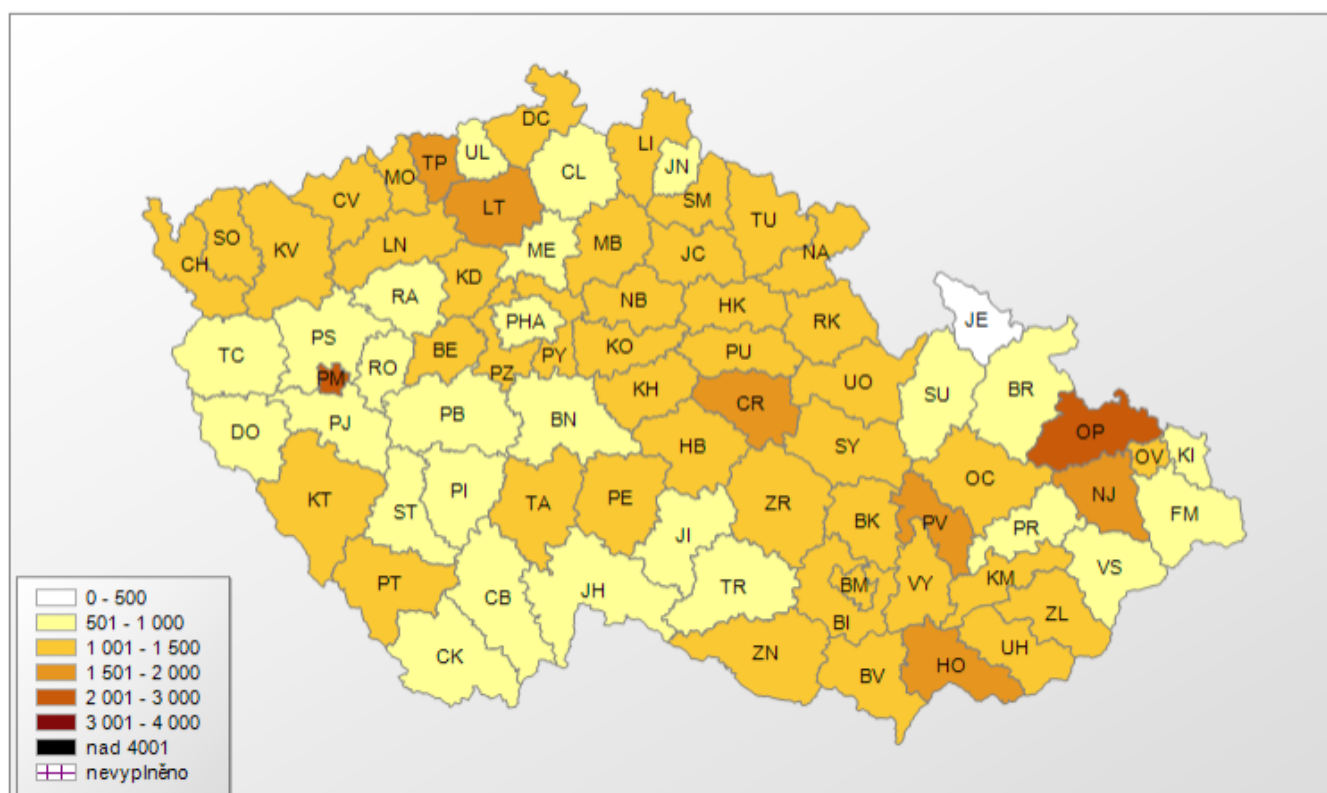 DC
LI
UL
TP
JN
CL
MO
CV
SM
LT
TU
SO
MB
LN
ME
JC
NA
KV
CH
KD
RA
NB
HK
JE
RK
PHA
PS
KO
PU
BE
PY
TC
RO
PZ
PM
UO
KH
BR
SU
CR
PB
BN
PJ
DO
OP
HB
SY
OV
KI
OC
PI
NJ
KT
TA
PE
ZR
ST
FM
BK
PV
PR
JI
VS
PT
KM
BM
VY
TR
JH
CB
ZL
BI
UH
ZN
CK
HO
BV
0 - 500
501 - 1 000
1 001 - 1 500
1 501 - 2 000
2 001 - 3 000
3 001 - 4 000
nad 4001
nevyplněno